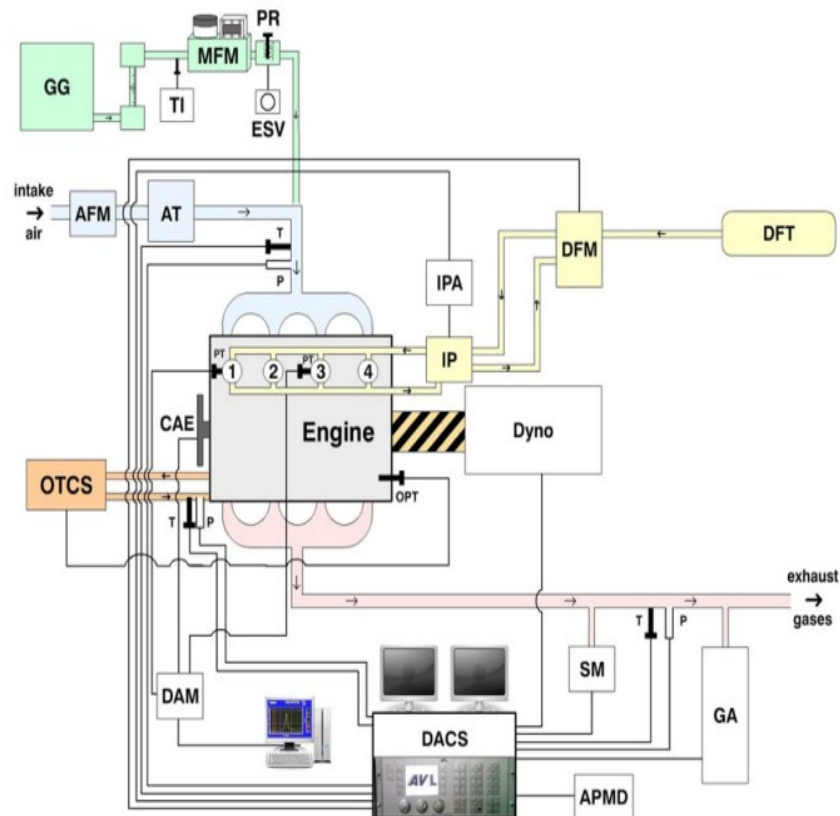 PR
MFM
GG
TI
ESV
intake
air
AFM
AT
T
P
DFM
DFT
IPA
IP
PT
PT
1
2
3
4
CAE
Engine
Dyno
OTCS
OPT
T
P
exhaust
gases
T
P
SM
GA
DAM
DACS
AVL
APMD